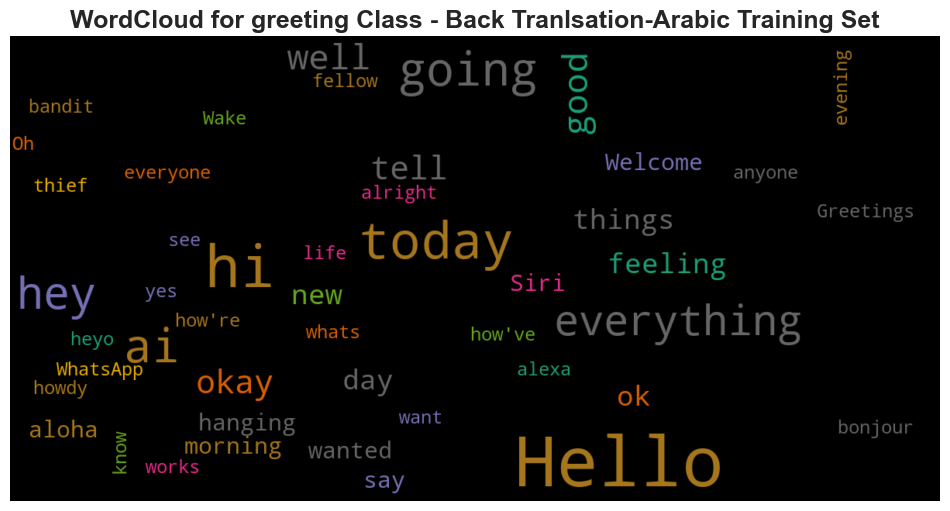 WordCloud for greeting Class - Back Tranlsation-Arabic Training Set
well
going
good
evening
fellow
bandit
Wake
Oh
everyone
tell
Welcome
anyone
thief
alright
Greetings
things
see
hi
life
today
feeling
hey
yes
new
Siri
how're
whats
how've
everything
heyo
ai
WhatsApp
okay
day
alexa
howdy
ok
aloha
hanging
want
bonjour
know
morning
wanted
works
say
Hello